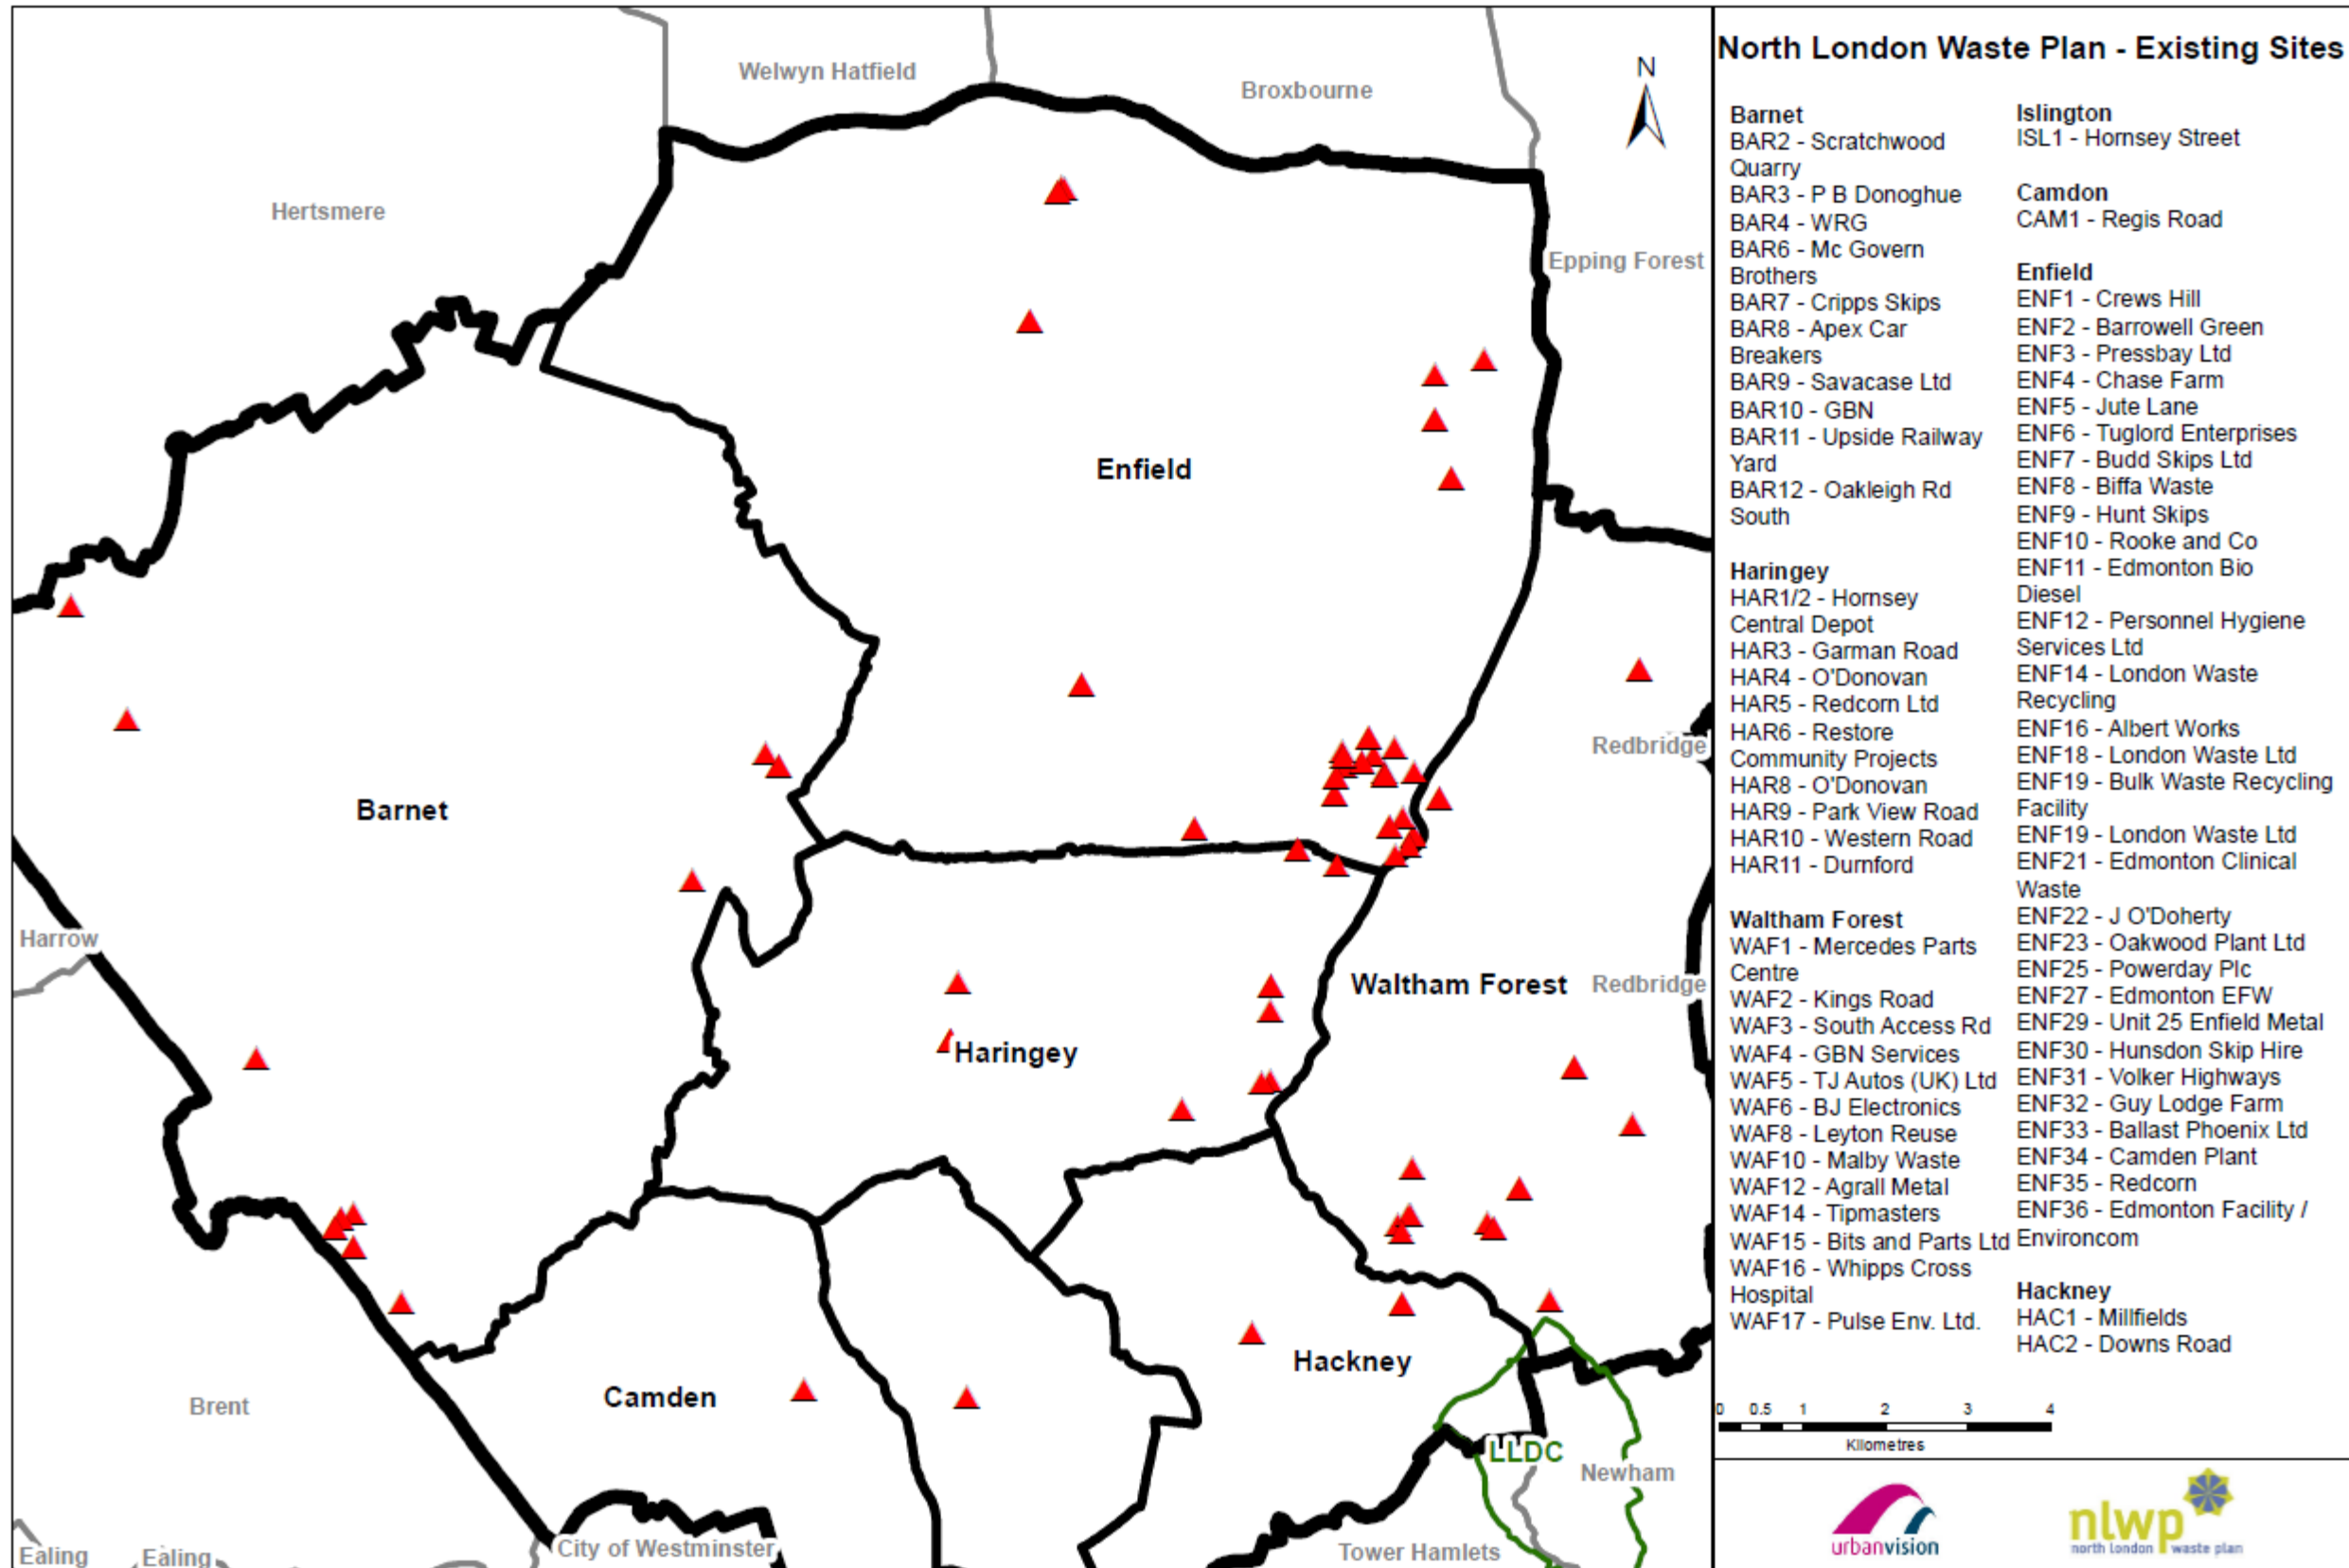 Welwyn Hatfield
Broxbourne
Hertsmere
Epping Forest
Enfield
Redbridge
Barnet
Harrow
Waltham Forest
Redbridge
Haringey
Hackney
Camden
Brent
LLDC
Newham
City of Westminster
Tower Hamlets
Ealing
Ealing
N
North London Waste Plan - Existing Sites
Barnet
BAR2 - Scratchwood
Quarry
BAR3 - P B Donoghue
BAR4 - WRG
BAR6 - Mc Govern
Brothers
BAR7 - Cripps Skips
BAR8 - Apex Car
Breakers
BAR9 - Savacase Ltd
BAR10 - GBN
BAR11 - Upside Railway
Yard
BAR12 - Oakleigh Rd
South
Haringey
HAR1/2 - Hornsey
Central Depot
HAR3 - Garman Road
HAR4 - O'Donovan
HAR5 - Redcorn Ltd
HAR6 - Restore
Community Projects
HAR8 - O'Donovan
HAR9 - Park View Road
HAR10 - Western Road
HAR11 - Durnford
Waltham Forest
WAF1 - Mercedes Parts
Centre
WAF2 - Kings Road
WAF3 - South Access Rd
WAF4 - GBN Services
WAF5 - TJ Autos (UK) Ltd
WAF6 - BJ Electronics
WAF8 - Leyton Reuse
WAF10 - Malby Waste
WAF12 - Agrall Metal
WAF14 - Tipmasters
WAF15 - Bits and Parts Ltd
WAF16 - Whipps Cross
Hospital
WAF17 - Pulse Env. Ltd.
Islington
ISL1 - Hornsey Street
Camdon
CAM1 - Regis Road
Enfield
ENF1 - Crews Hill
ENF2 - Barrowell Green
ENF3 - Pressbay Ltd
ENF4 - Chase Farm
ENF5 - Jute Lane
ENF6 - Tuglord Enterprises
ENF7 - Budd Skips Ltd
ENF8 - Biffa Waste
ENF9 - Hunt Skips
ENF10 - Rooke and Co
ENF11 - Edmonton Bio
Diesel
ENF12 - Personnel Hygiene
Services Ltd
ENF14 - London Waste
Recycling
ENF16 - Albert Works
ENF18 - London Waste Ltd
ENF19 - Bulk Waste Recycling
Facility
ENF19 - London Waste Ltd
ENF21 - Edmonton Clinical
Waste
ENF22 - J O'Doherty
ENF23 - Oakwood Plant Ltd
ENF25 - Powerday Plc
ENF27 - Edmonton EFW
ENF29 - Unit 25 Enfield Metal
ENF30 - Hunsdon Skip Hire
ENF31 - Volker Highways
ENF32 - Guy Lodge Farm
ENF33 - Ballast Phoenix Ltd
ENF34 - Camden Plant
ENF35 - Redcorn
ENF36 - Edmonton Facility /
Environcom
Hackney
HAC1 - Millfields
HAC2 - Downs Road
0 0.5 1 2 3 4
Kilometres
urbanvision
nlwp
north london waste plan